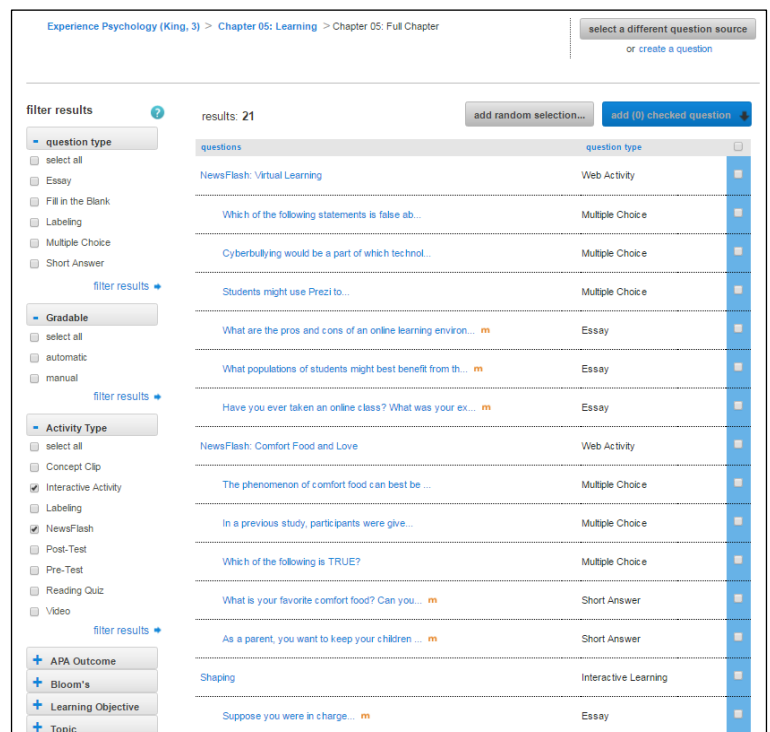 Experience Psychology (King, 3) > Chapter 05: Learning > Chapter 05: Full Chapter
select a different question source
or create a question
filter results ?
- question type
select all
Essay
Fill in the Blank
Labeling
Multiple Choice
Short Answer
filter results
- Gradable
select all
automatic
manual
filter results
- Activity Type
select all
Concept Clip
Interactive Activity
Labeling
NewsFlash
Post-Test
Pre-Test
Reading Quiz
Video
filter results
+ APA Outcome
+ Bloom's
+ Learning Objective
+ Topic
results: 21
add random selection...
add (0) checked question
questions question type
NewsFlash: Virtual Learning Web Activity
Which of the following statements is false ab... Multiple Choice
Cyberbullying would be a part of which technol... Multiple Choice
Students might use Prezi to... Multiple Choice
What are the pros and cons of an online learning environ... m Essay
What populations of students might best benefit from th... m Essay
Have you ever taken an online class? What was your ex... m Essay
NewsFlash: Comfort Food and Love Web Activity
The phenomenon of comfort food can best be ... Multiple Choice
In a previous study, participants were give... Multiple Choice
Which of the following is TRUE? Multiple Choice
What is your favorite comfort food? Can you... m Short Answer
As a parent, you want to keep your children ... m Short Answer
Shaping Interactive Learning
Suppose you were in charge... m Essay